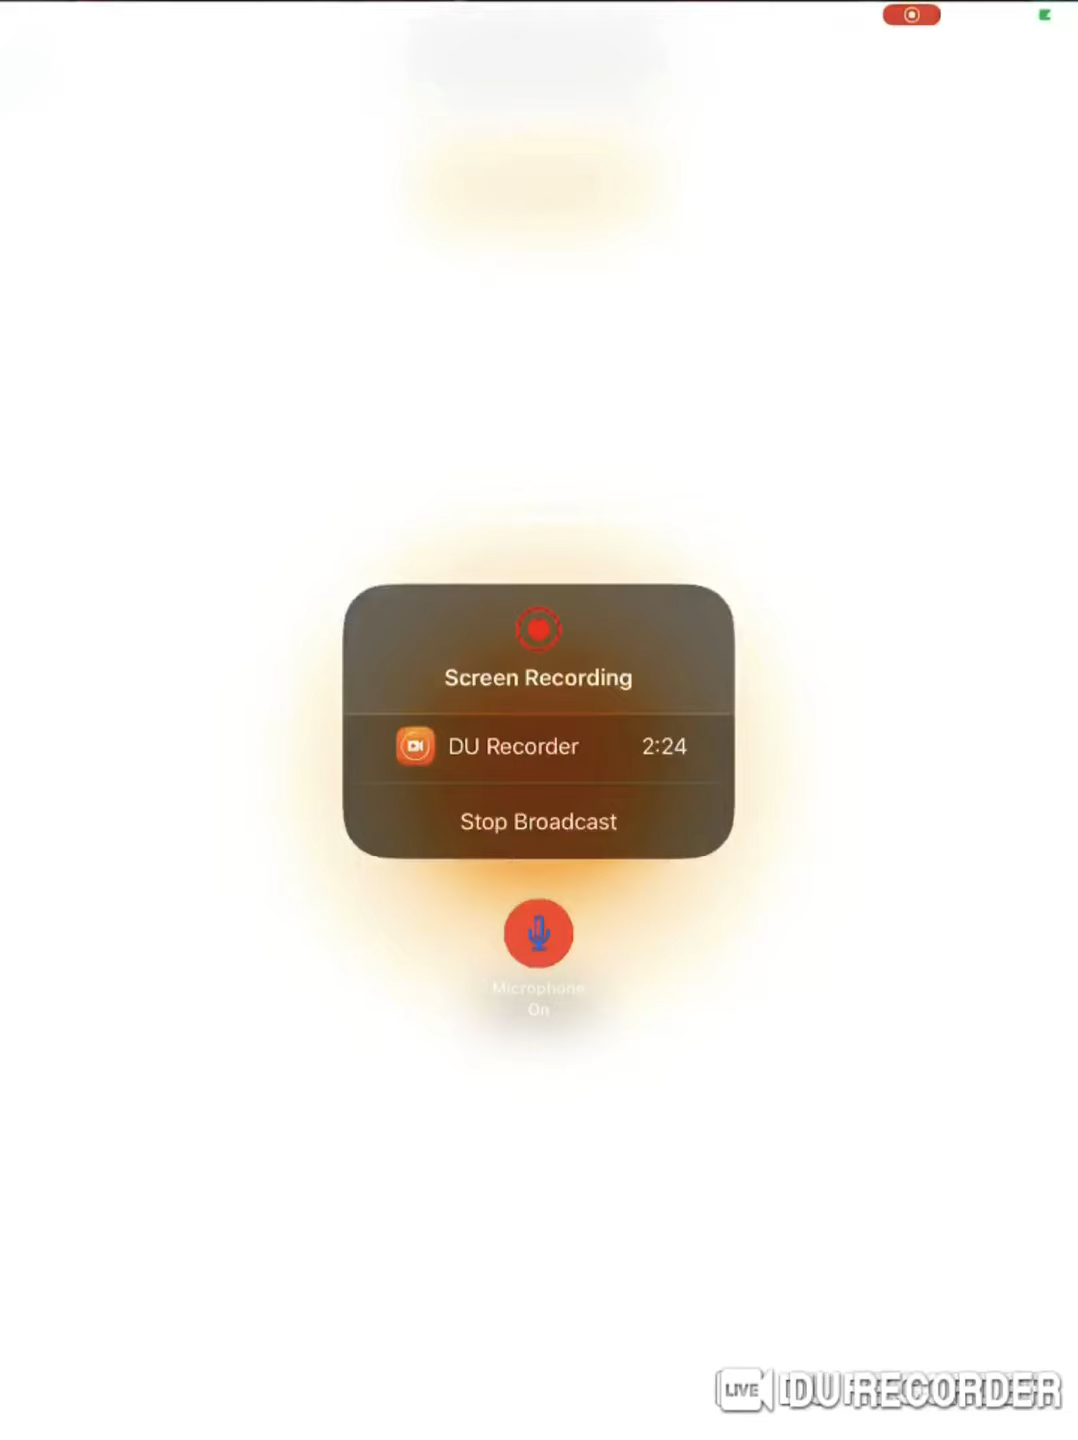 Screen Recording
DU Recorder 2:24
Stop Broadcast
Microphone
On
LIVE DU RECORDER